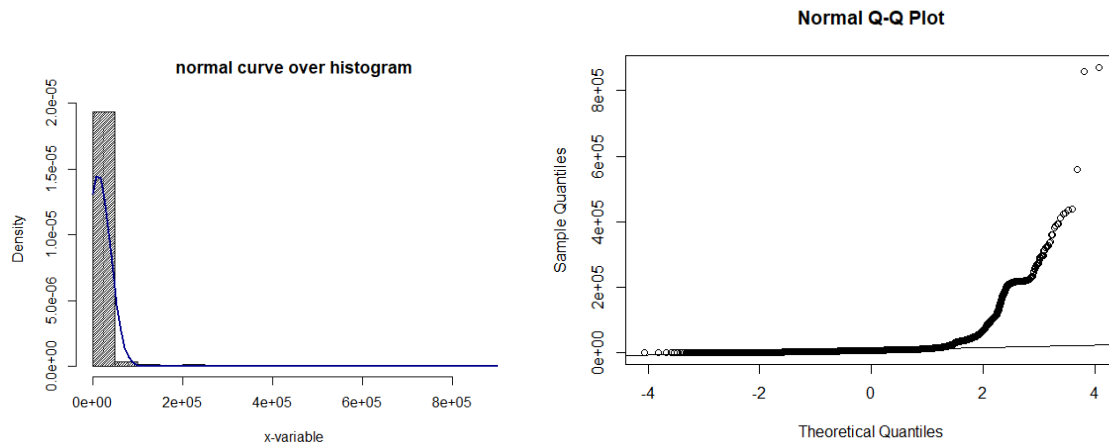 normal curve over histogram
Density
0.0e+00 5.0e-06 1.0e-05 1.5e-05 2.0e-05
0e+00 2e+05 4e+05 6e+05 8e+05
x-variable
Normal Q-Q Plot
Sample Quantiles
0e+00 2e+05 4e+05 6e+05 8e+05
-4 -2 0 2 4
Theoretical Quantiles